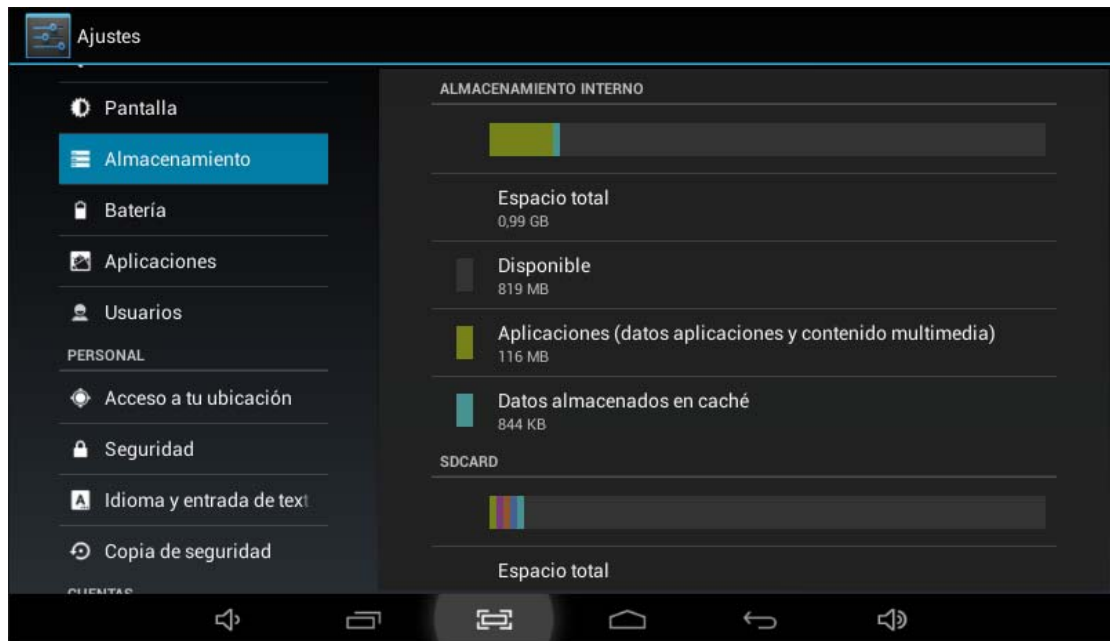 Ajustes
Pantalla
Almacenamiento
Batería
Aplicaciones
Usuarios
PERSONAL
Acceso a tu ubicación
Seguridad
Idioma y entrada de text
Copia de seguridad
CUENTAS
ALMACENAMIENTO INTERNO
Espacio total
0,99 GB
Disponible
819 MB
Aplicaciones (datos aplicaciones y contenido multimedia)
116 MB
Datos almacenados en caché
844 KB
SDCARD
Espacio total